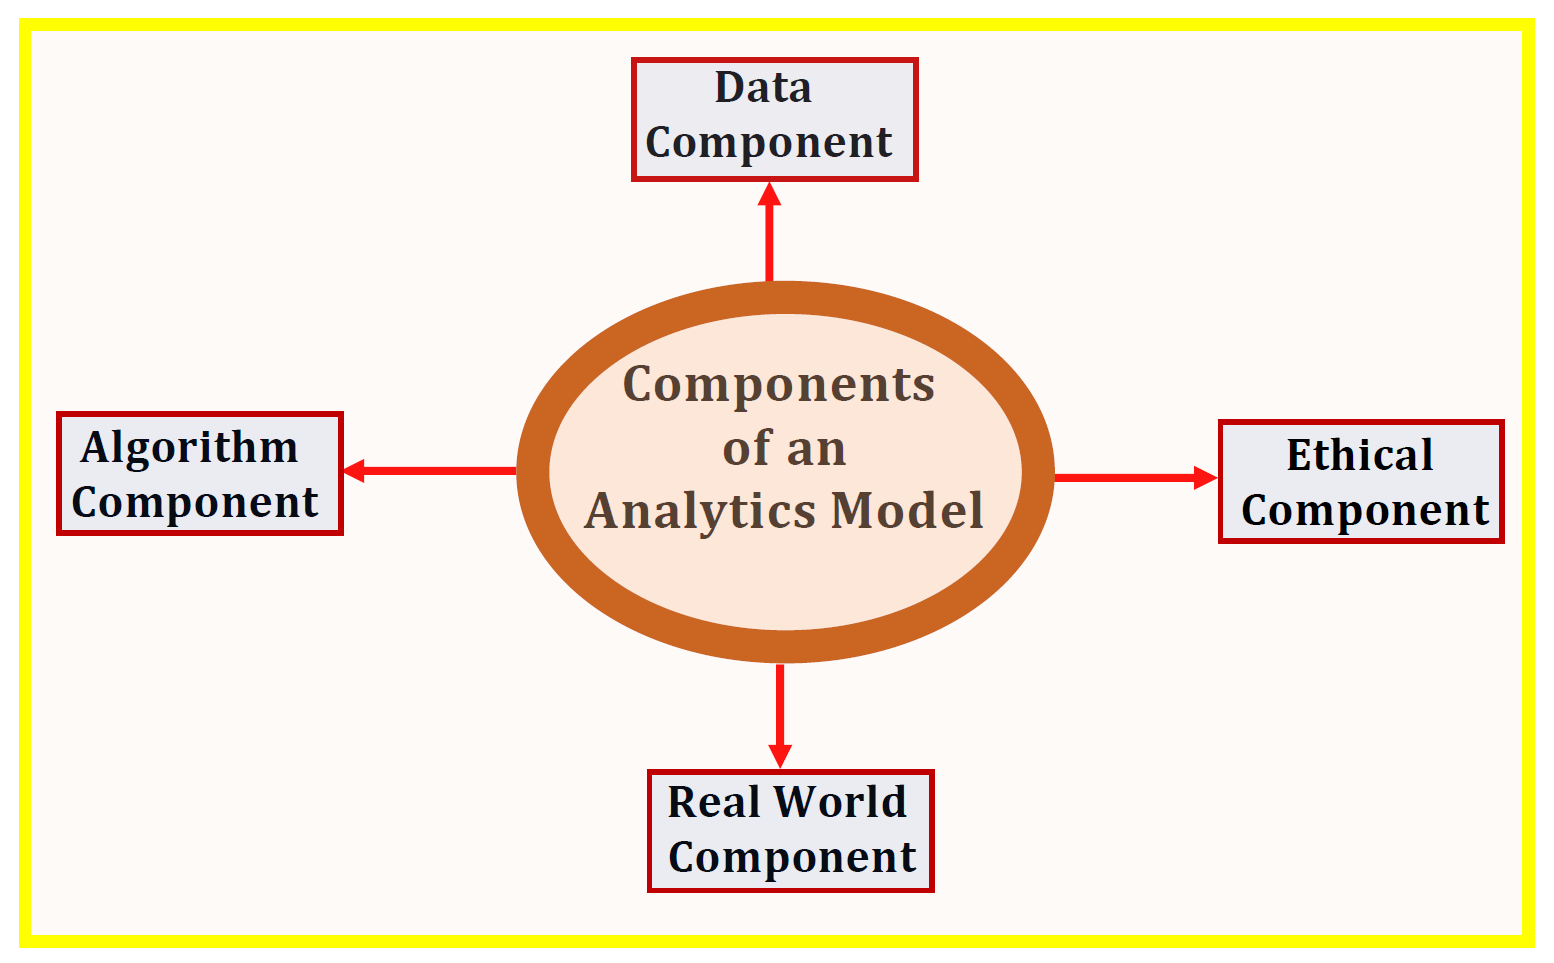 Data
Component
Components
of an
Analytics Model
Algorithm
Component
Ethical
Component
Real World
Component